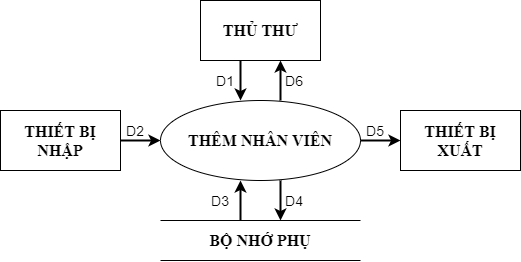 THỦ THƯ
D1
D6
THIẾT BỊ
NHẬP
D2
THÊM NHÂN VIÊN
D5
THIẾT BỊ
XUẤT
D3
D4
BỘ NHỚ PHỤ